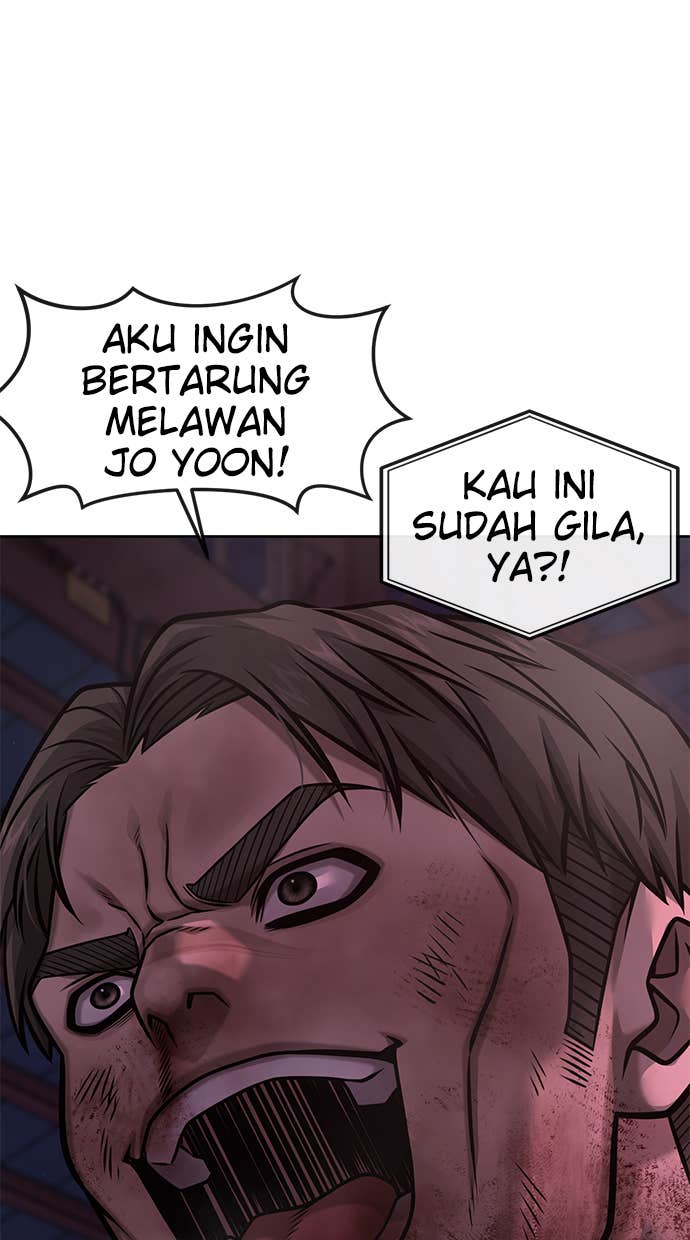 AKU INGIN
BERTARUNG
MELAWAN
JO YOON!
KAU INI
SUDAH GILA,
YA?!